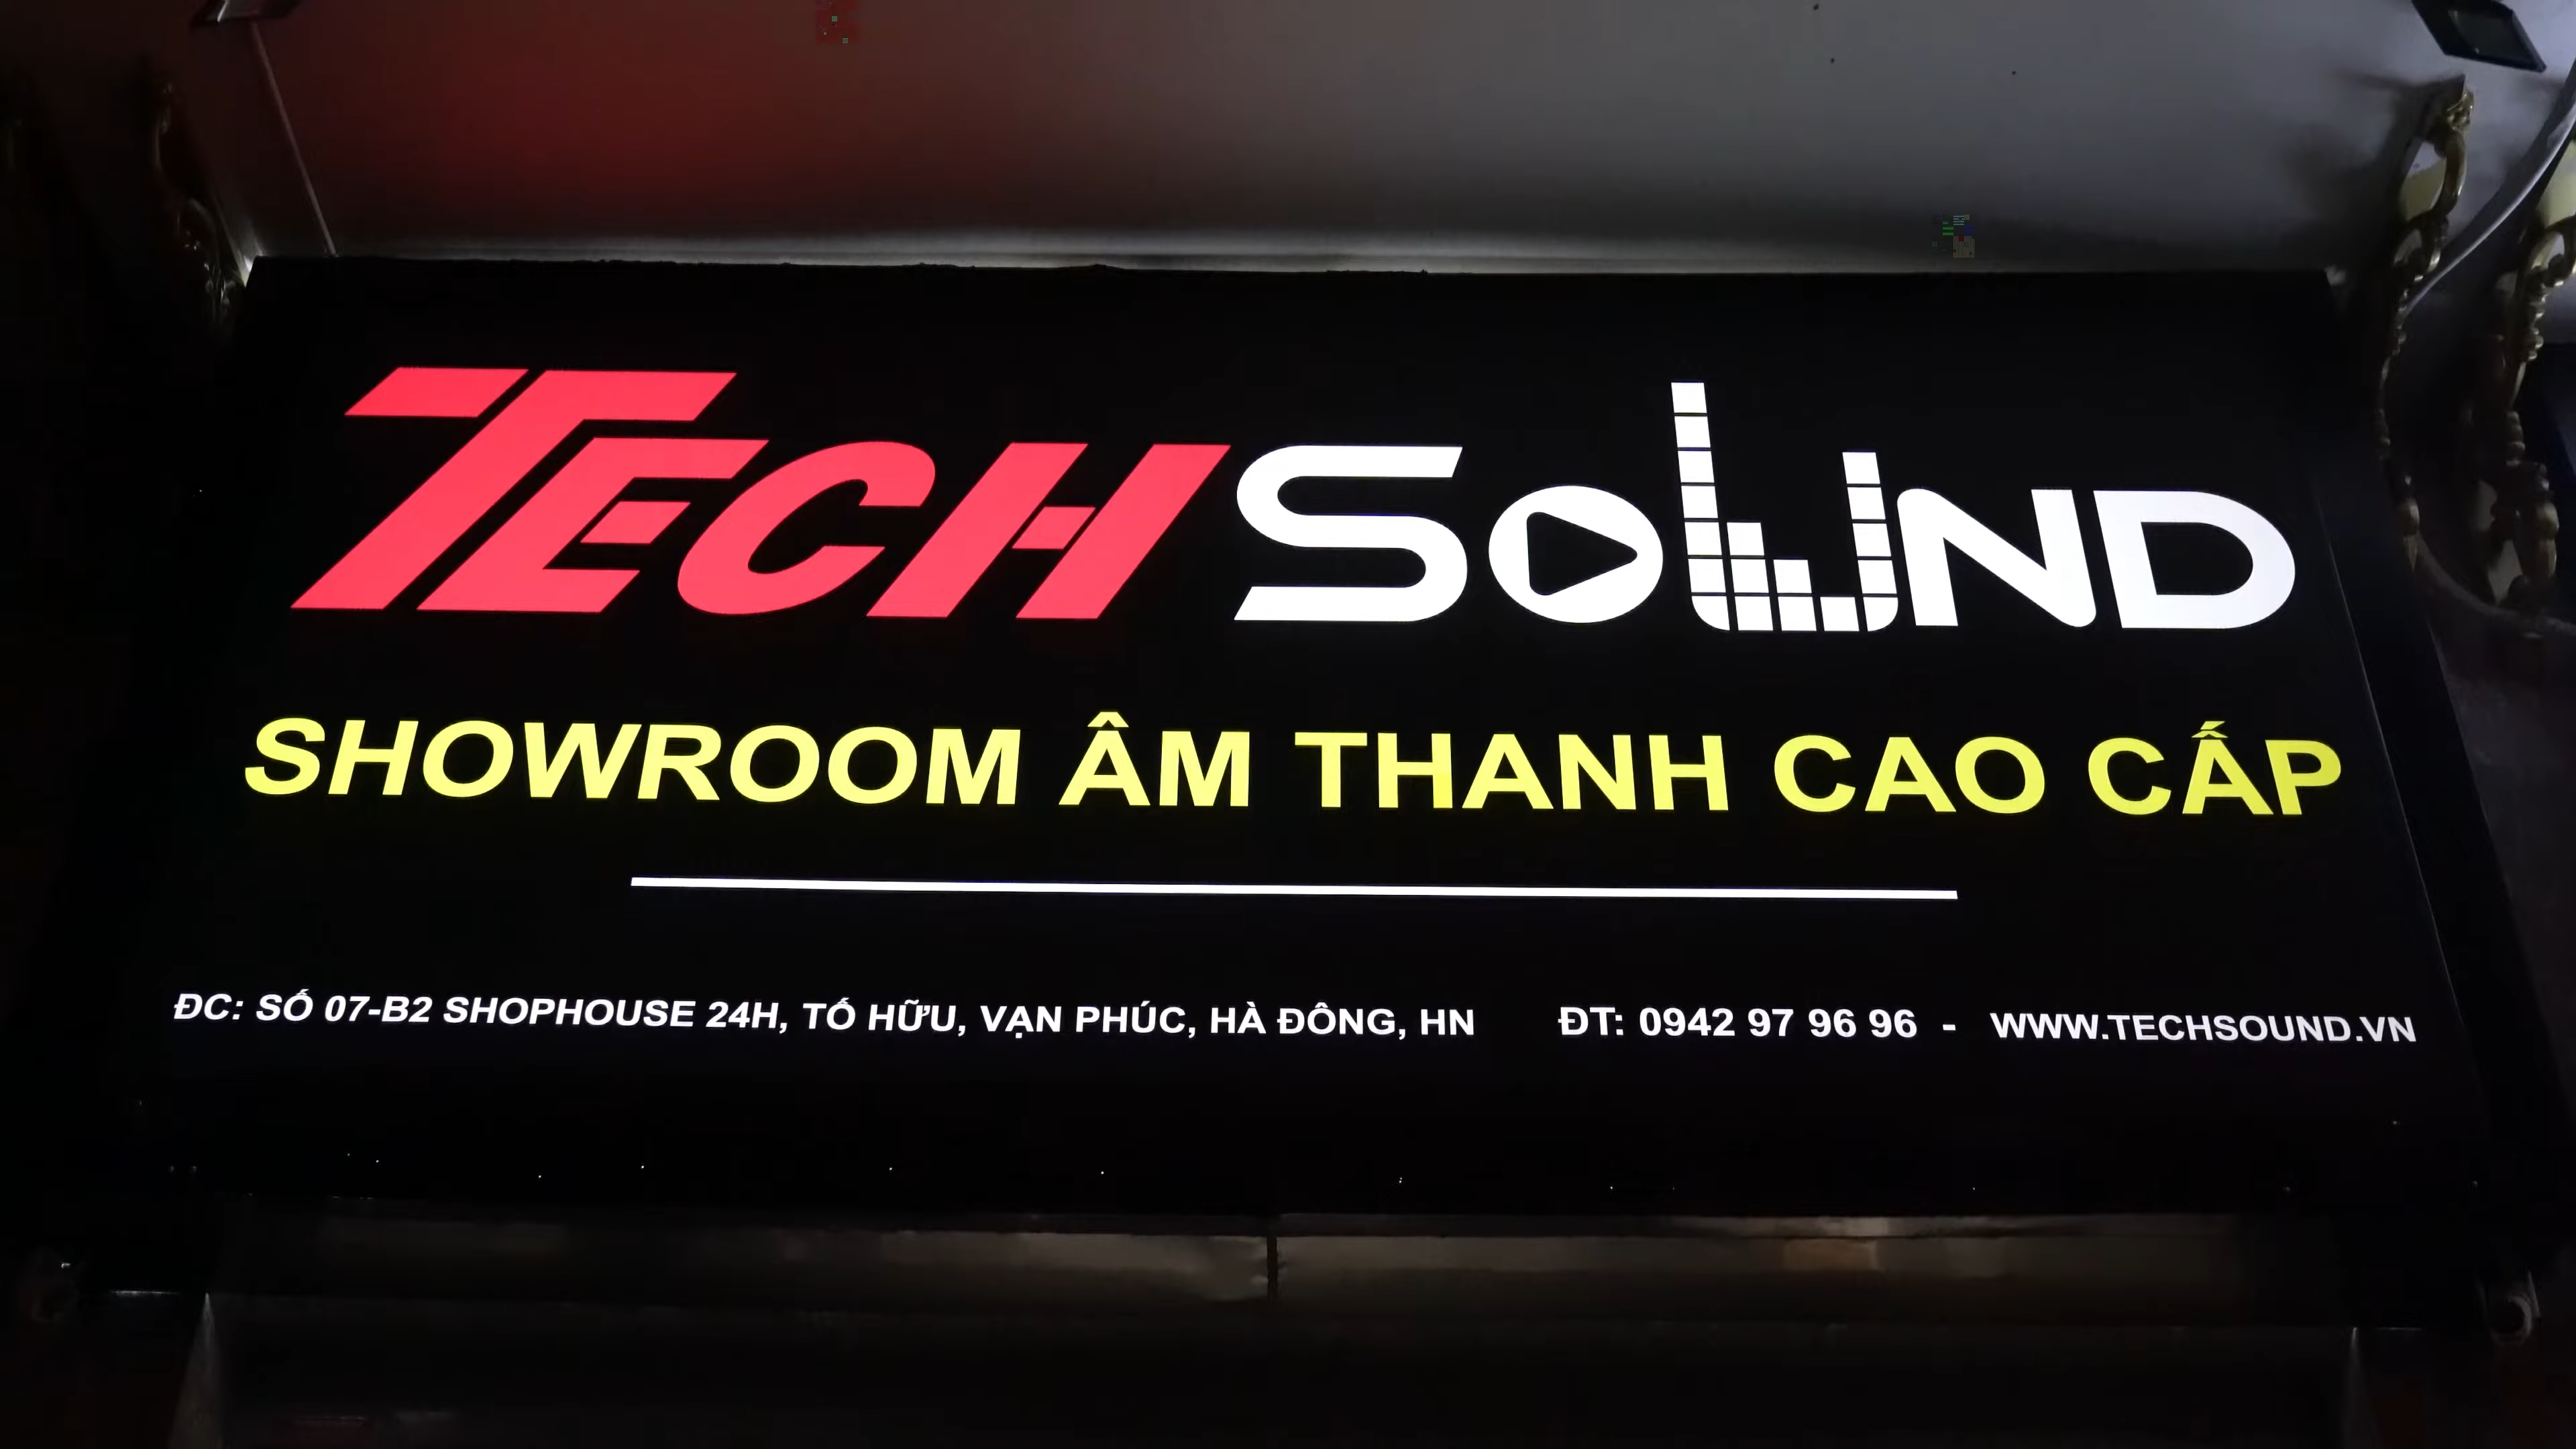 TECHSOUND
SHOWROOM ÂM THANH CAO CẤP
ĐC: SỐ 07-B2 SHOPHOUSE 24H, TỐ HỮU, VẠN PHÚC, HÀ ĐÔNG, HN ĐT: 0942 97 96 96 - WWW.TECHSOUND.VN